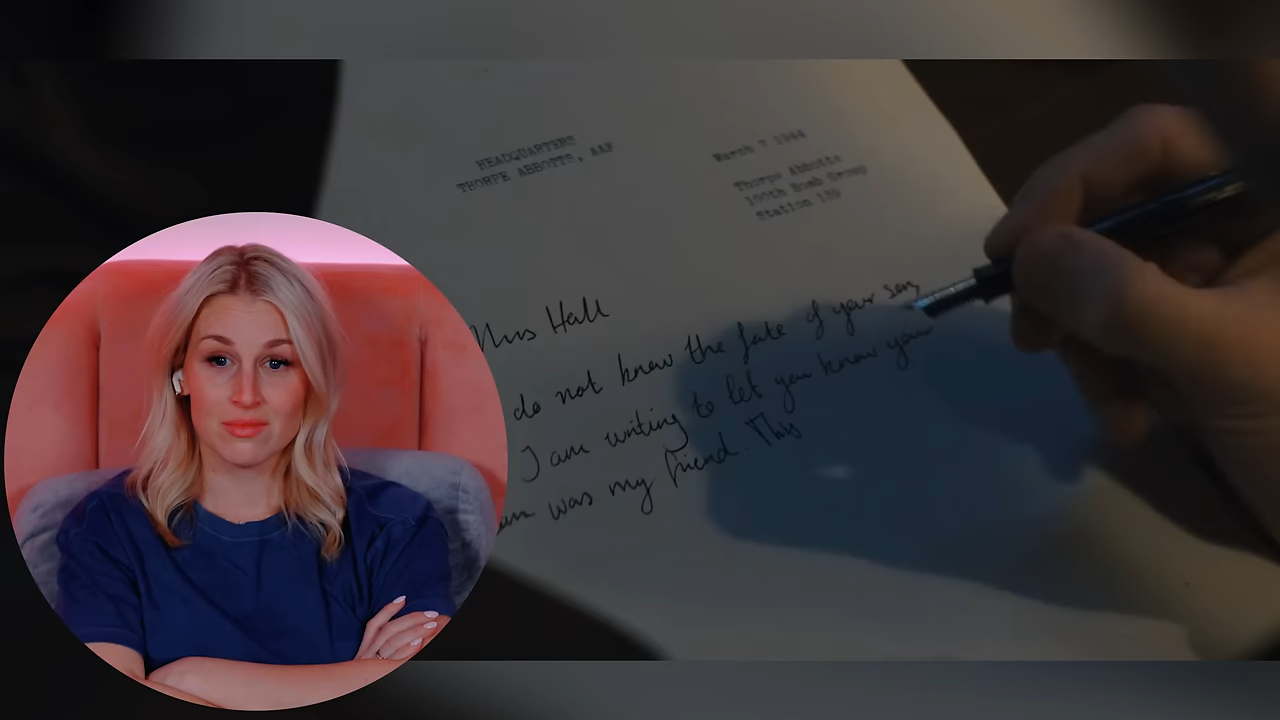 HEADQUARTERS
THORPE ABBOTTS, AAF
March 7 1944
Thorpe Abbotts
100th Bomb Group
Station 139
Mrs Hall
do not know the fate of your son,
I am writing to let you know your
was my friend. This